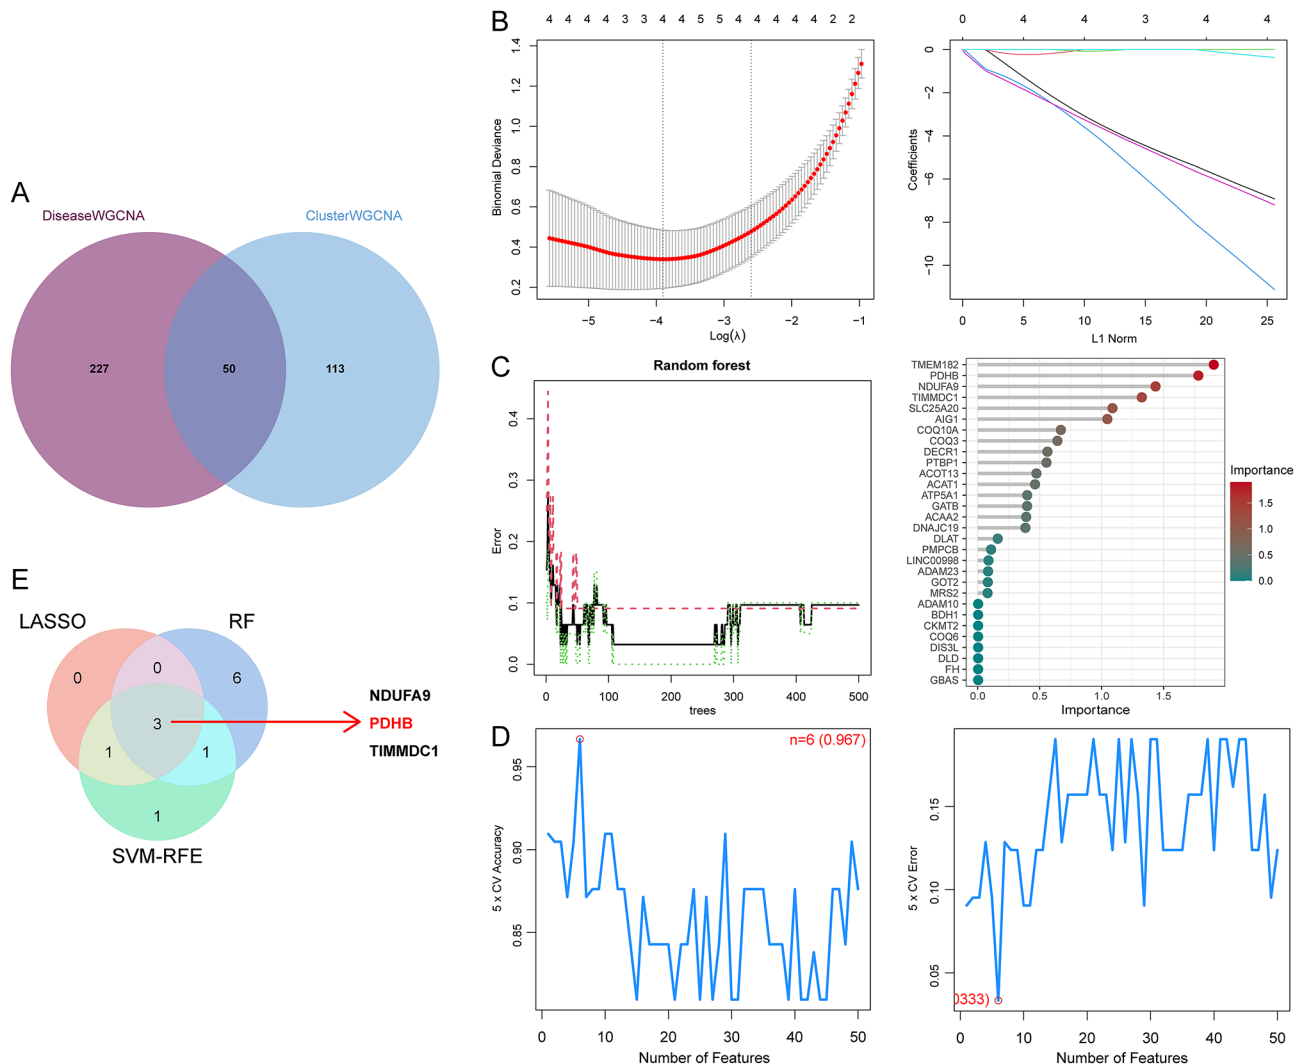 A
DiseaseWGCNA
ClusterWGCNA
227
50
113
B
4 4 4 4 3 3 4 4 5 5 4 4 4 2 2 2
1.4
1.2
1.0
0.8
0.6
0.4
0.2
Binomial Deviance
−5 −4 −3 −2 −1
Log(λ)
0 4 4 3 4 4
0
−2
−4
−6
−8
−10
Coefficients
0 5 10 15 20 25
L1 Norm
C
Random forest
0.4
0.3
0.2
0.1
0.0
Error
0 100 200 300 400 500
trees
TMEM182
PDHB
NDUFA9
TIMMDC1
SLC25A20
AIG1
COQ10A
COQ3
DECR1
PTBP1
ACOT13
ACAT1
ATP5A1
GATB
ACAA2
DNAJC19
DLAT
PMPCB
LINC00998
ADAM23
GOT2
MRS2
ADAM10
BDH1
CKMT2
COQ6
DIS3L
DLD
FH
GBAS
0.0 0.5 1.0 1.5
Importance
Importance
1.5
1.0
0.5
0.0
D
n=6 (0.967)
0.95
0.90
0.85
5 x CV Accuracy
0 10 20 30 40 50
Number of Features
0.15
0.10
0.05
5 x CV Error
0333)
0 10 20 30 40 50
Number of Features
E
LASSO
RF
0
0
6
3
1
1
1
SVM-RFE
NDUFA9
PDHB
TIMMDC1